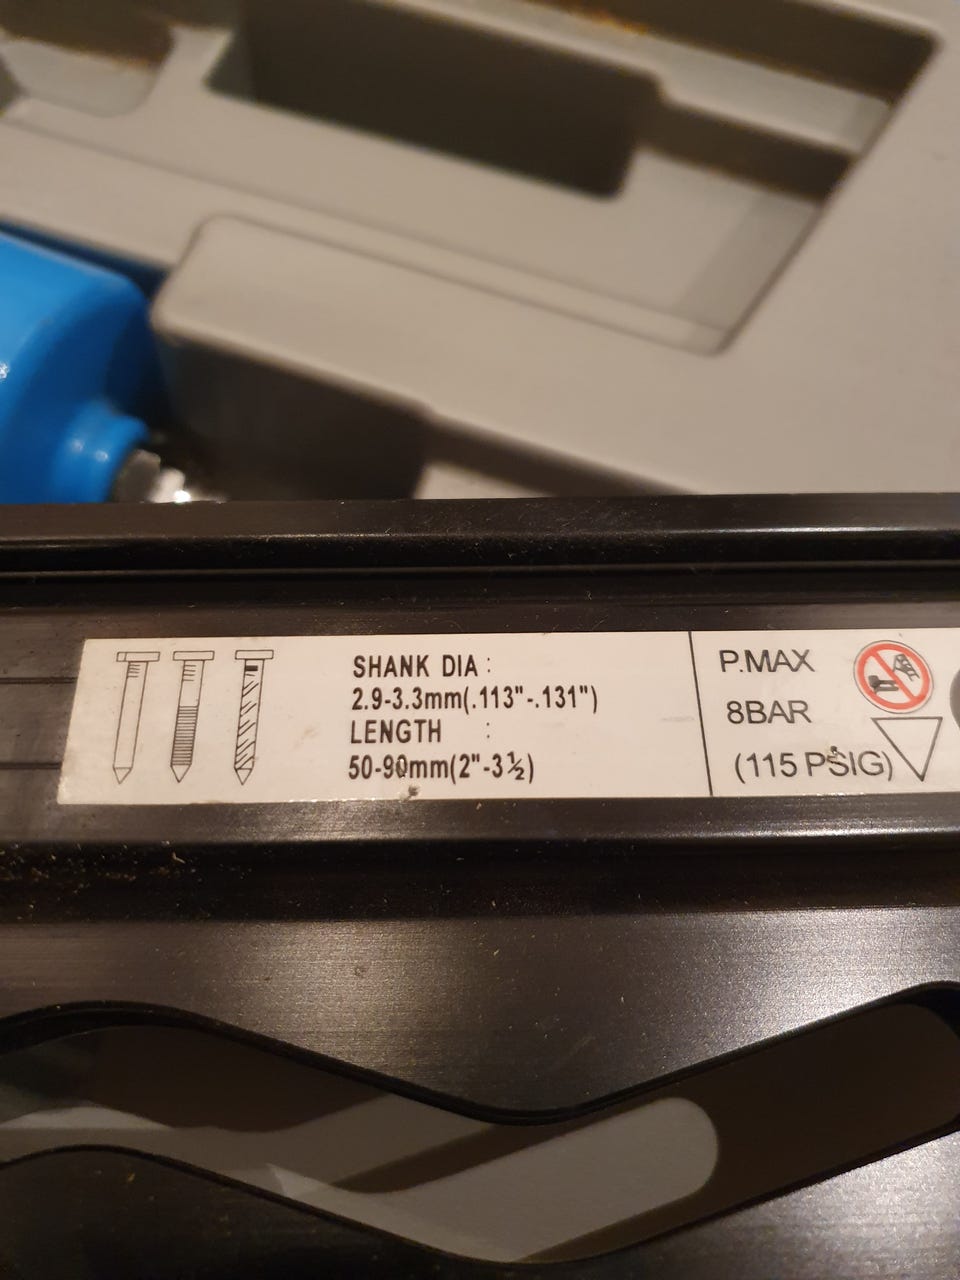 SHANK DIA :
2.9-3.3mm(.113"-.131")
LENGTH :
50-90mm(2"-3½)
P.MAX
8BAR
(115 PSIG)